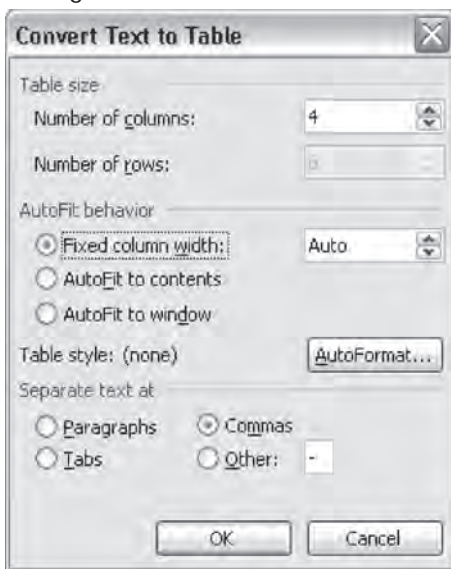 Convert Text to Table
Table size
Number of columns: 4
Number of rows:
AutoFit behavior
Fixed column width: Auto
AutoFit to contents
AutoFit to window
Table style: (none) AutoFormat...
Separate text at
Paragraphs Commas
Tabs Other: -
OK Cancel